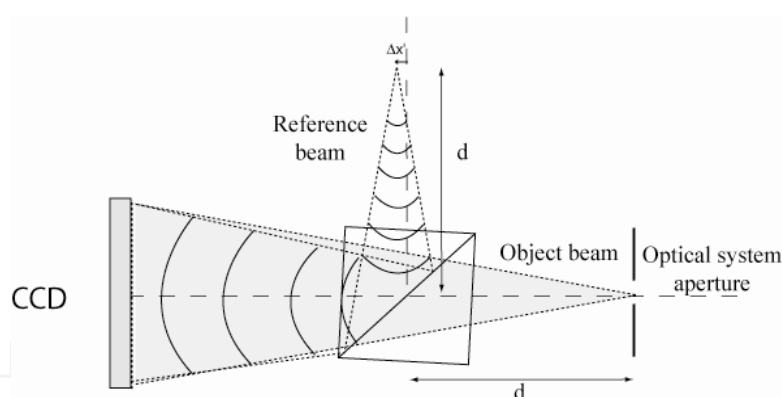 Δx'
Reference
beam
d
Object beam
Optical system
aperture
CCD
d